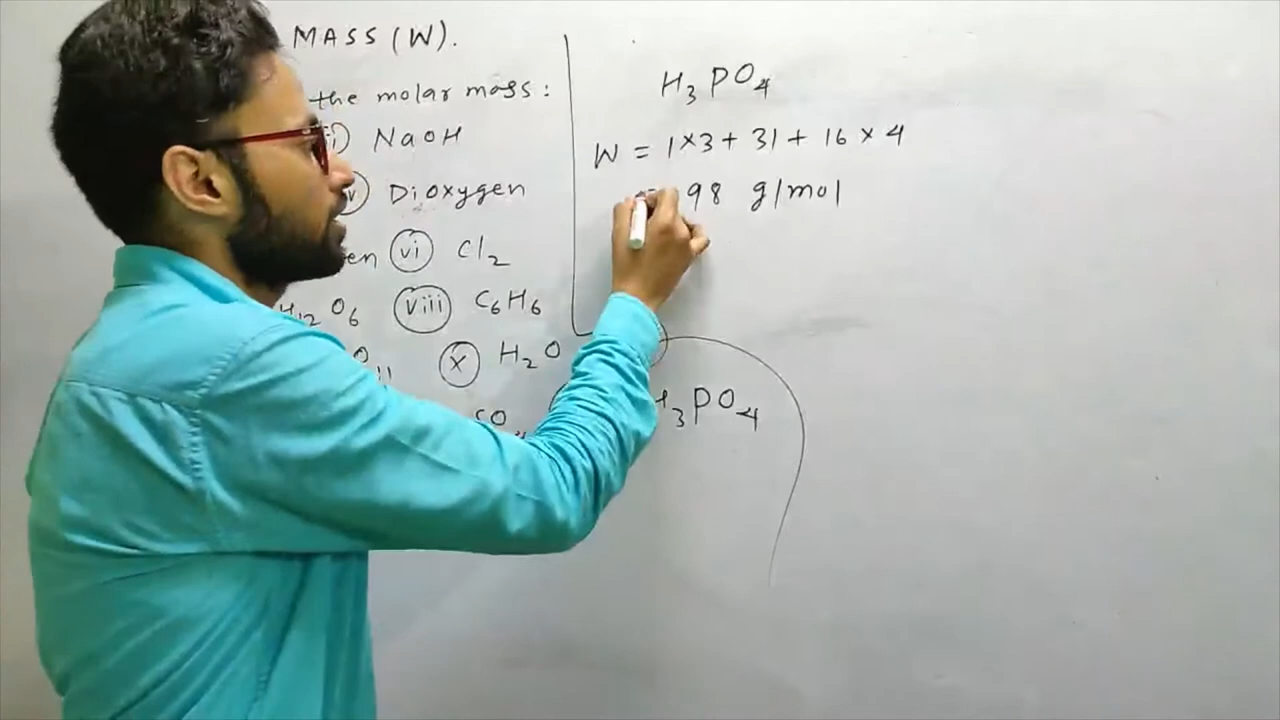 MASS (W).
the molar mass:
NaOH
Dioxygen
en (vi) Cl₂
H₁₂O₆ (viii) C₆H₆
(x) H₂O
H₃PO₄
W = 1×3 + 31 + 16 × 4
= 98 g/mol
H₃PO₄